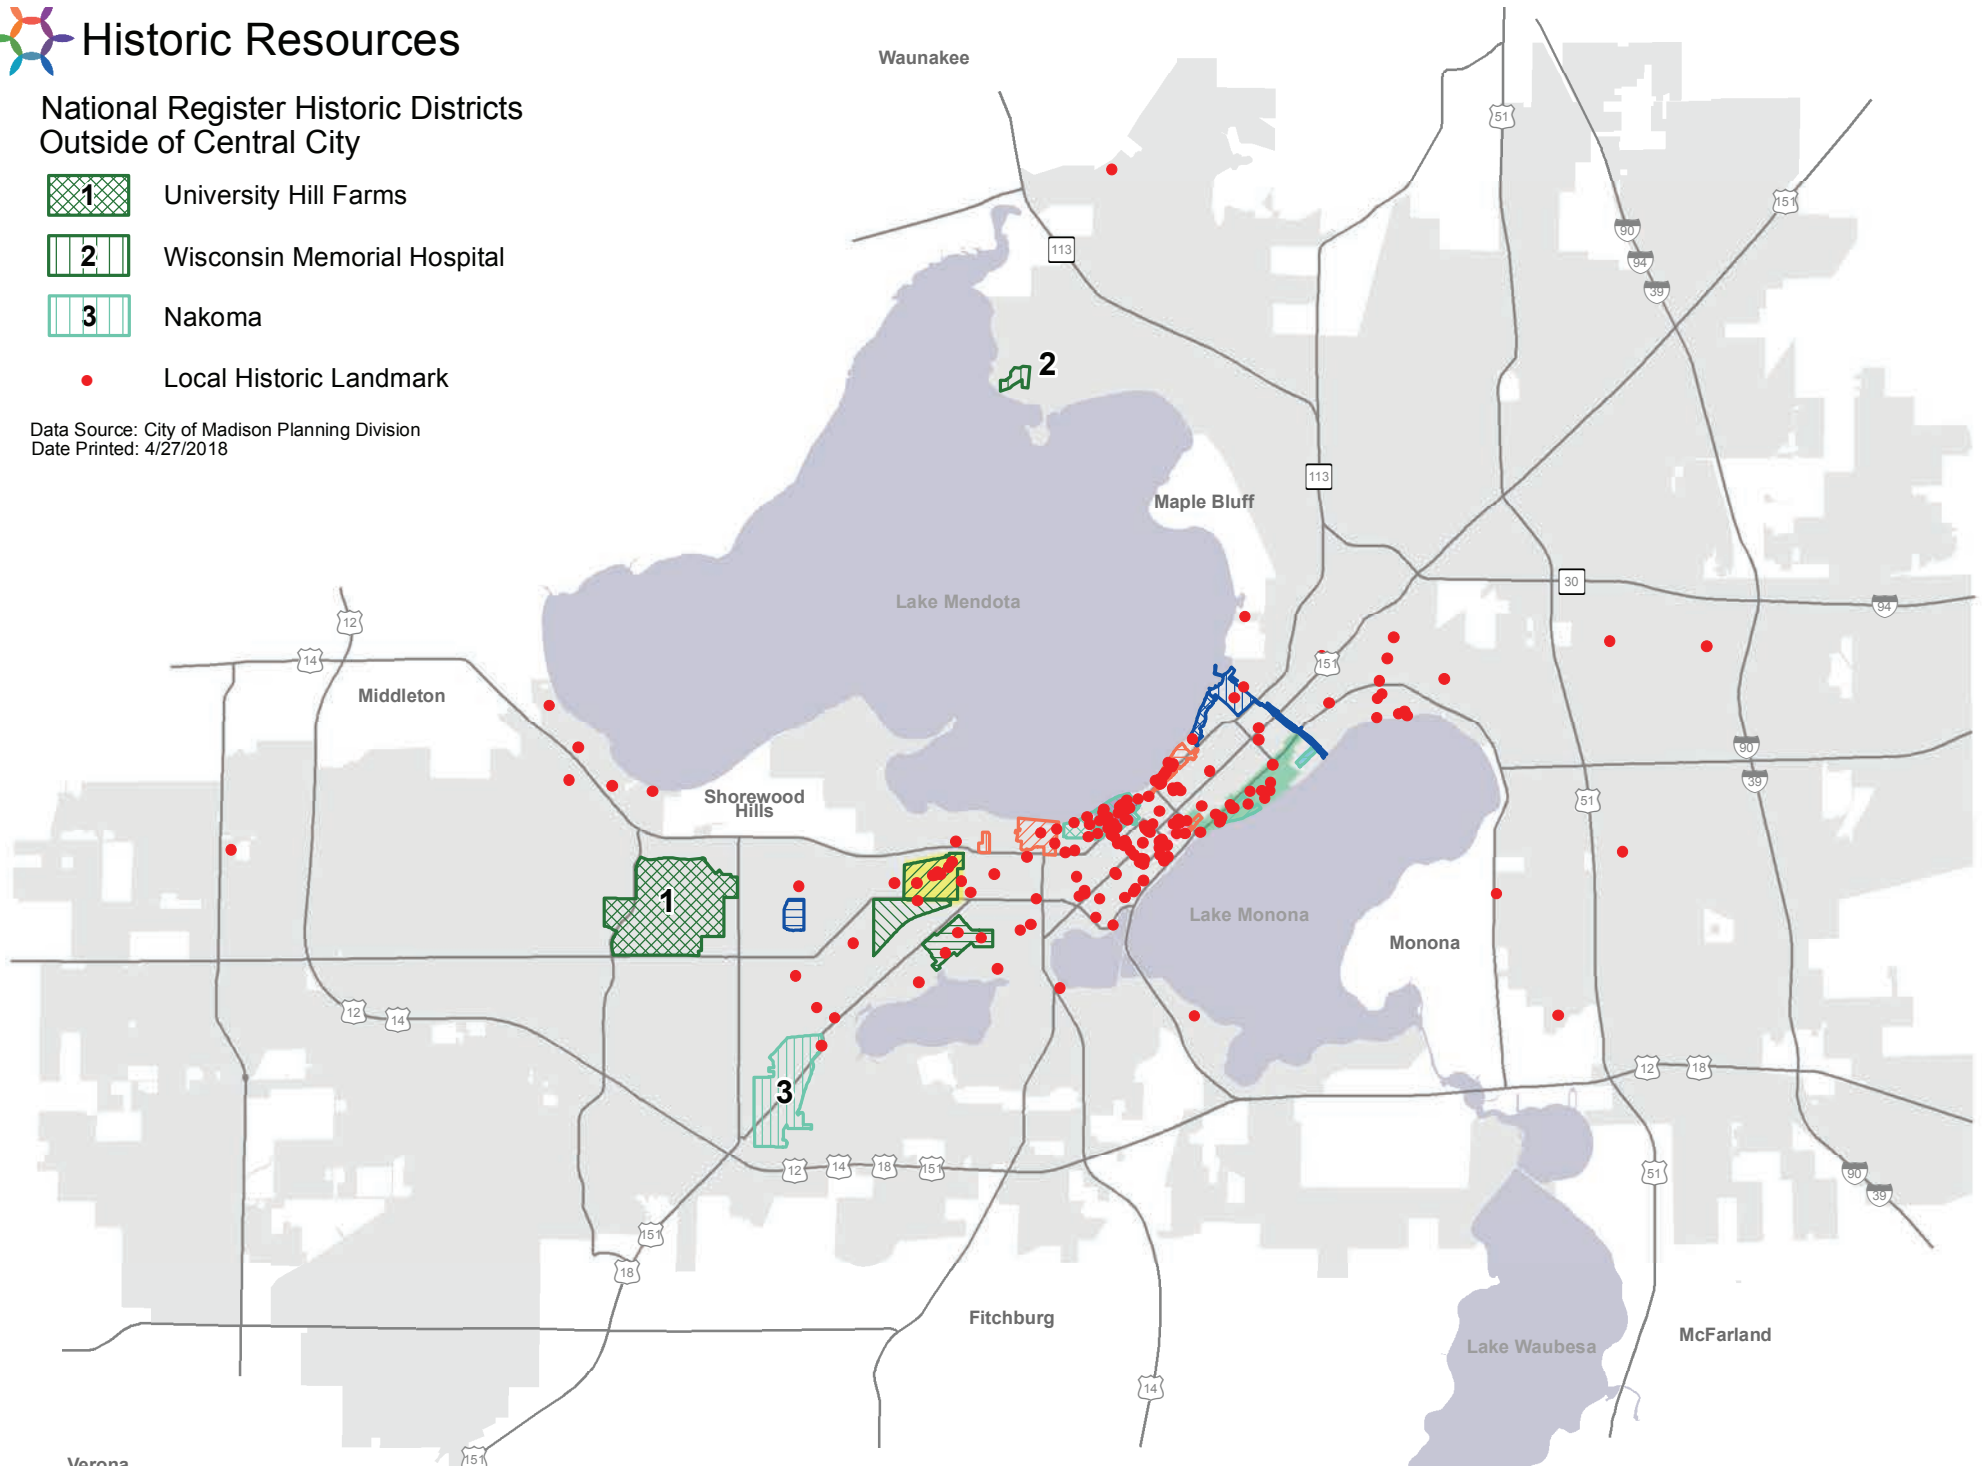 Historic Resources
National Register Historic Districts
Outside of Central City
1
University Hill Farms
2
Wisconsin Memorial Hospital
3
Nakoma
Local Historic Landmark
Data Source: City of Madison Planning Division
Date Printed: 4/27/2018
Waunakee
51
151
90
94
39
113
2
113
Maple Bluff
Lake Mendota
30
94
12
14
151
Middleton
90
39
51
Shorewood
Hills
1
Lake Monona
Monona
12
14
3
12
18
12
14
18
151
51
90
39
151
18
Fitchburg
McFarland
Lake Waubesa
14
151
Verona